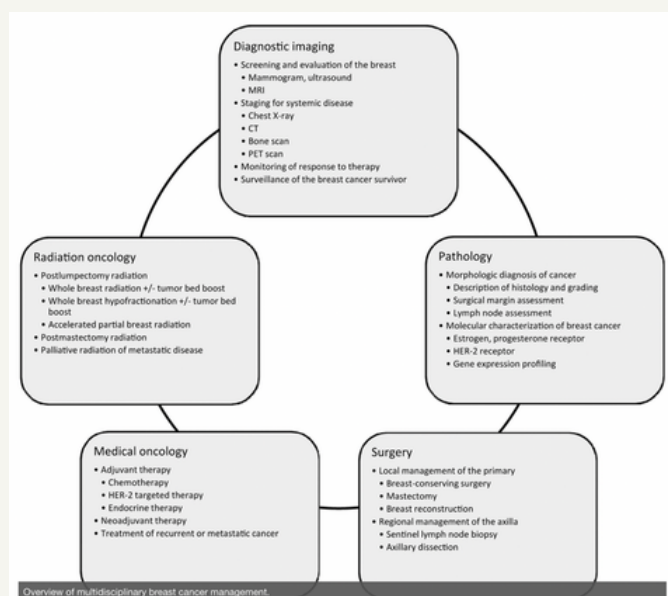 Diagnostic imaging
• Screening and evaluation of the breast
• Mammogram, ultrasound
• MRI
• Staging for systemic disease
• Chest X-ray
• CT
• Bone scan
• PET scan
• Monitoring of response to therapy
• Surveillance of the breast cancer survivor
Radiation oncology
• Postlumpectomy radiation
• Whole breast radiation +/- tumor bed boost
• Whole breast hypofractionation +/- tumor bed
boost
• Accelerated partial breast radiation
• Postmastectomy radiation
• Palliative radiation of metastatic disease
Pathology
• Morphologic diagnosis of cancer
• Description of histology and grading
• Surgical margin assessment
• Lymph node assessment
• Molecular characterization of breast cancer
• Estrogen, progesterone receptor
• HER-2 receptor
• Gene expression profiling
Medical oncology
• Adjuvant therapy
• Chemotherapy
• HER-2 targeted therapy
• Endocrine therapy
• Neoadjuvant therapy
• Treatment of recurrent or metastatic cancer
Surgery
• Local management of the primary
• Breast-conserving surgery
• Mastectomy
• Breast reconstruction
• Regional management of the axilla
• Sentinel lymph node biopsy
• Axillary dissection
Overview of multidisciplinary breast cancer management.